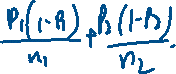 P₁(1-P₁)/n₁ + P₂(1-P₂)/n₂.